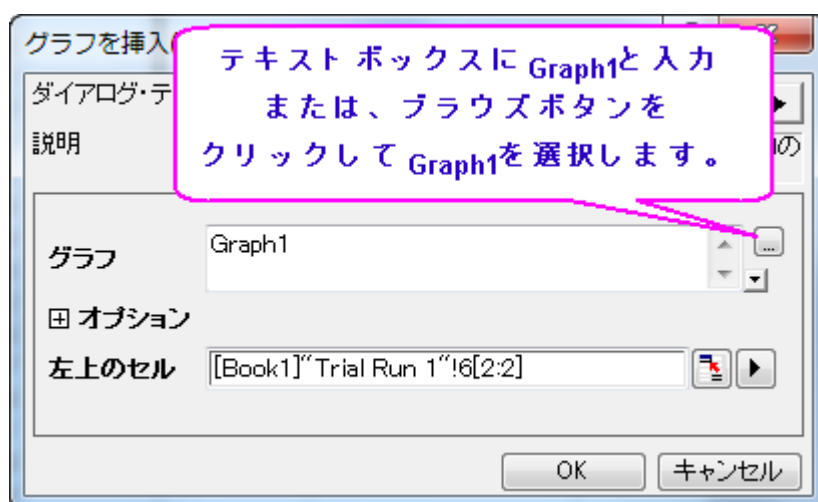 グラフを挿入
テキスト ボックスに Graph1と入力
または、ブラウズボタンを
クリックして Graph1を選択します。
ダイアログ・テ
説明
の
グラフ
Graph1
...
オプション
左上のセル
[Book1]"Trial Run 1"!6[2:2]
OK
キャンセル